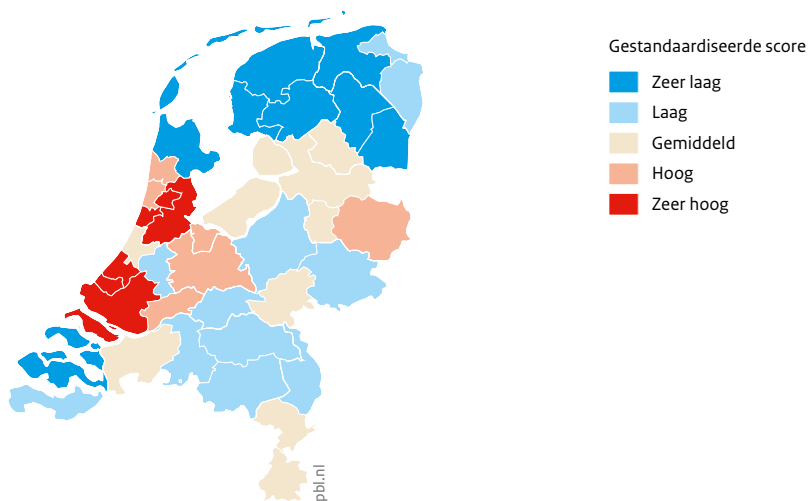 Gestandaardiseerde score
Zeer laag
Laag
Gemiddeld
Hoog
Zeer hoog
pbl.nl